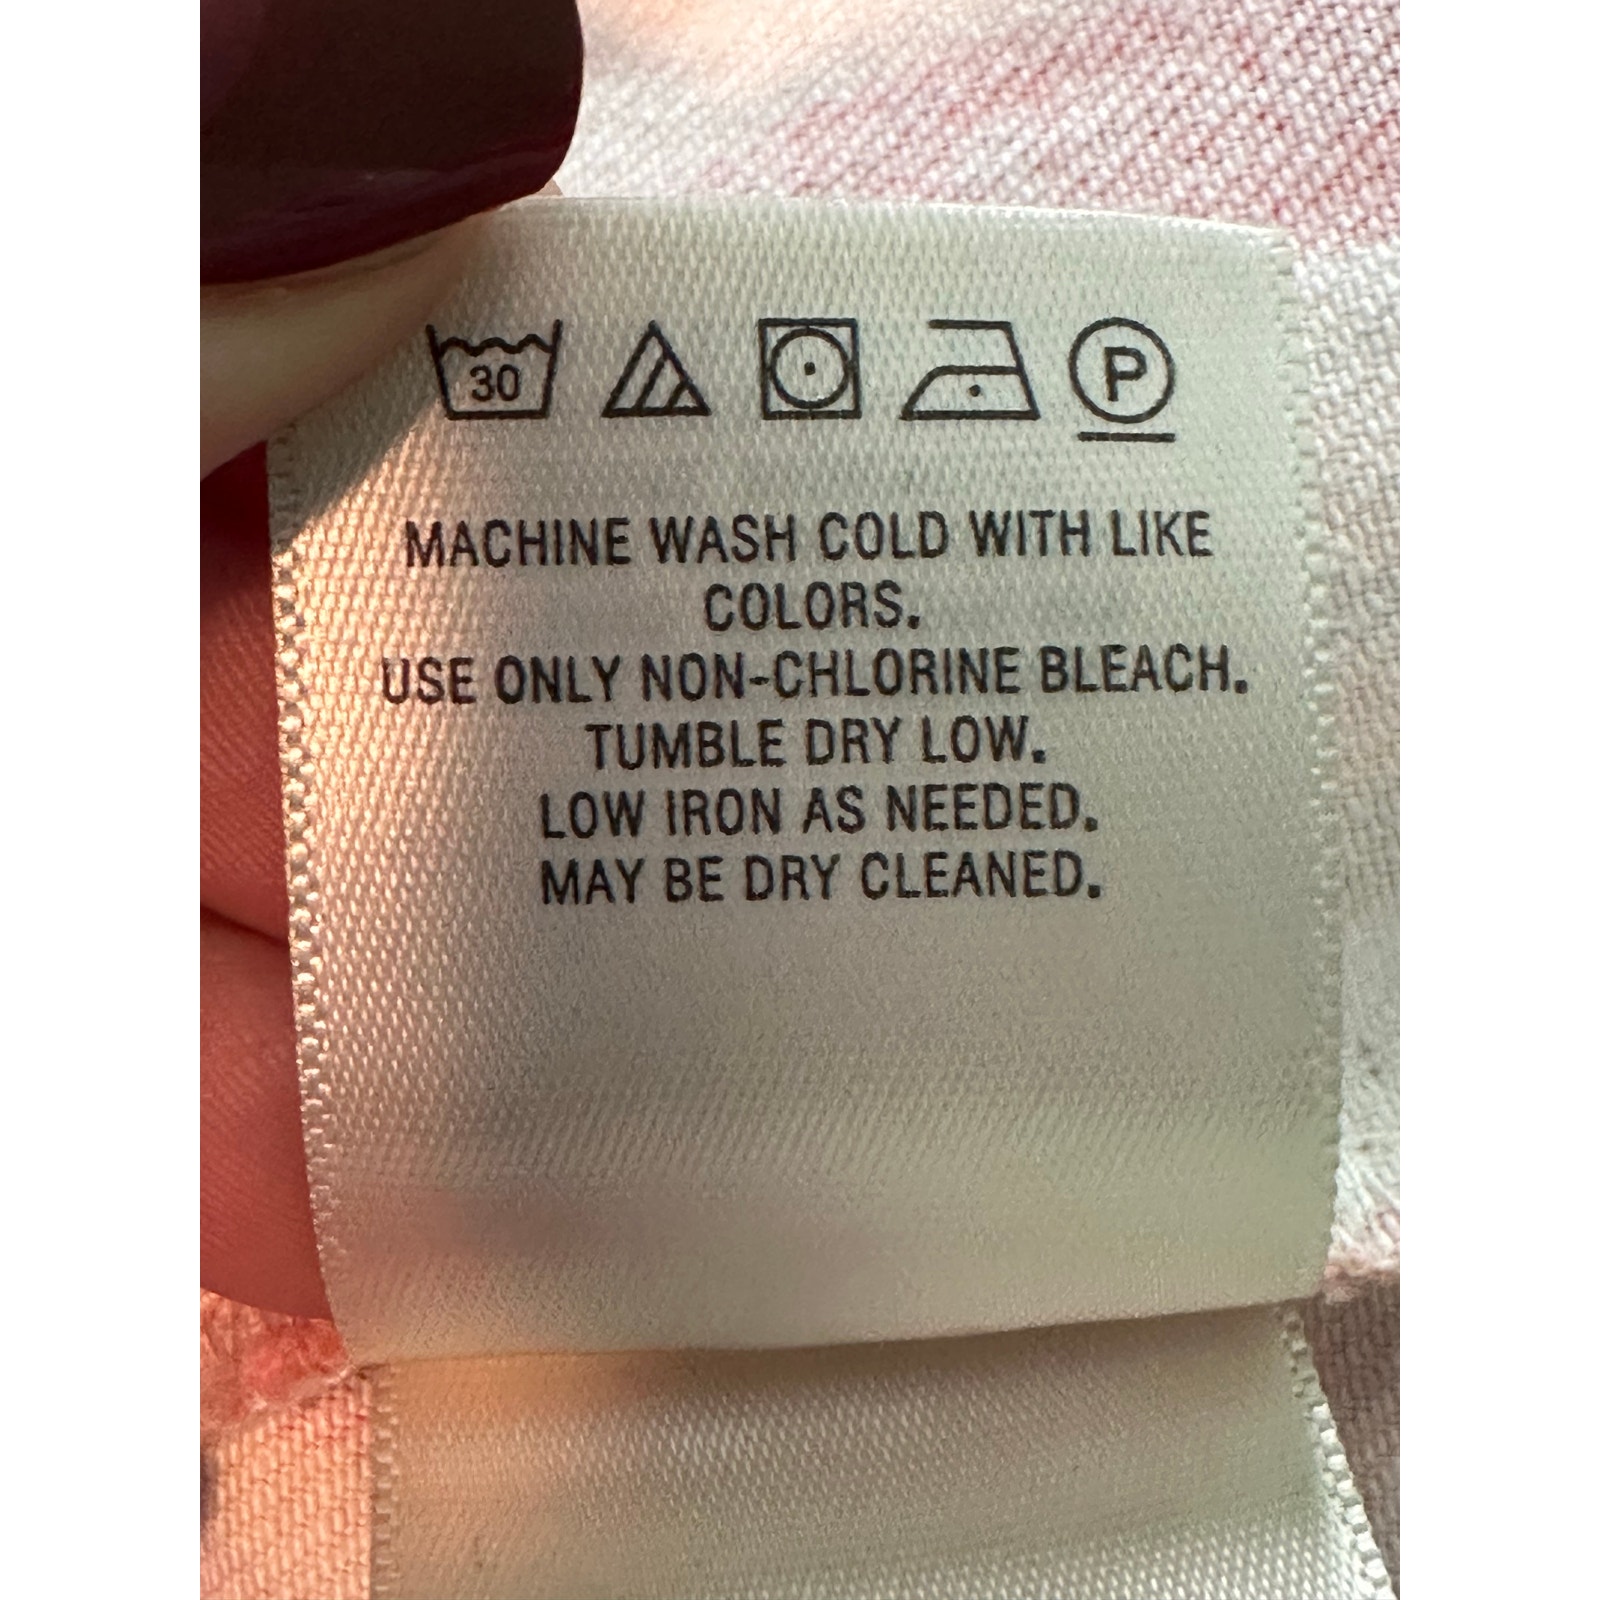 30 P
MACHINE WASH COLD WITH LIKE
COLORS.
USE ONLY NON-CHLORINE BLEACH.
TUMBLE DRY LOW.
LOW IRON AS NEEDED.
MAY BE DRY CLEANED.